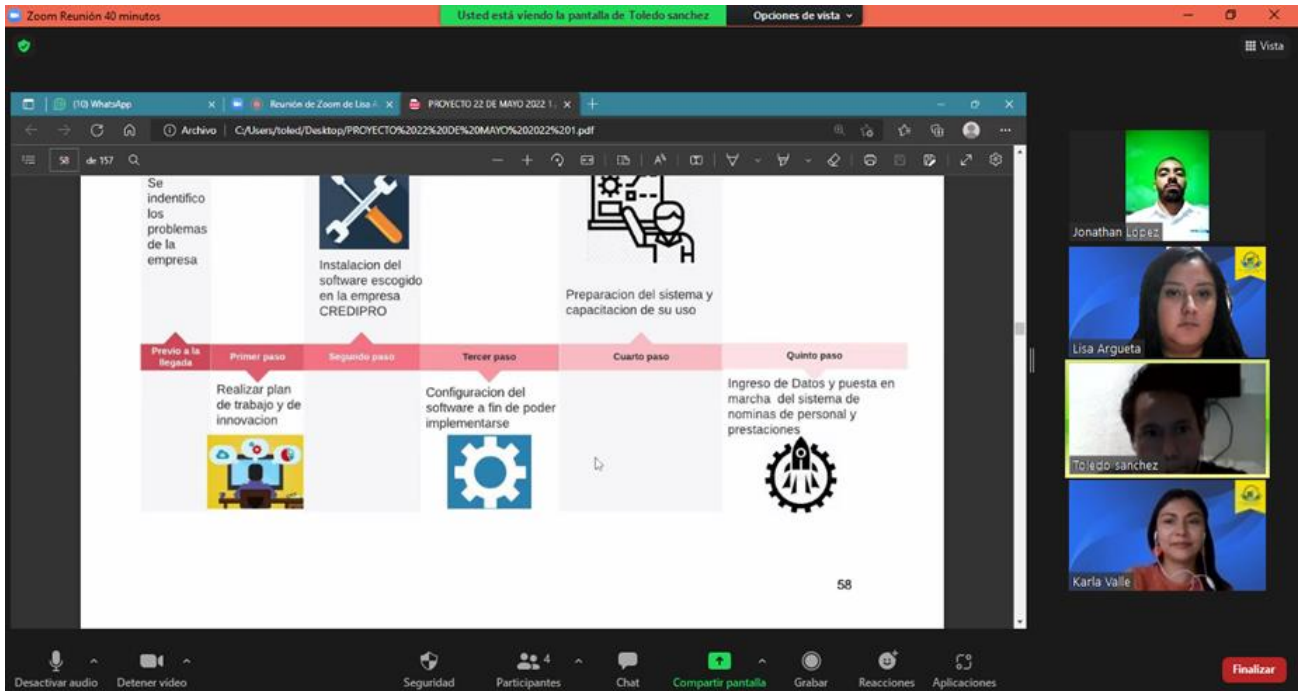 Zoom Reunión 40 minutos
Usted está viendo la pantalla de Toledo sanchez
Opciones de vista
Vista
(10) WhatsApp
Reunión de Zoom de Lisa A
PROYECTO 22 DE MAYO 2022 1
Archivo
C:/Users/toled/Desktop/PROYECTO%2022%20DE%20MAYO%202022%201.pdf
58 de 157
Se
indentifico
los
problemas
de la
empresa
Instalacion del
software escogido
en la empresa
CREDIPRO
Preparacion del sistema y
capacitacion de su uso
Previo a la
llegada
Primer paso
Segundo paso
Tercer paso
Cuarto paso
Quinto paso
Realizar plan
de trabajo y de
innovacion
Configuracion del
software a fin de poder
implementarse
Ingreso de Datos y puesta en
marcha del sistema de
nominas de personal y
prestaciones
58
Jonathan López
Lisa Argueta
Toledo sanchez
Karla Valle
Desactivar audio
Detener video
Seguridad
4
Participantes
Chat
Compartir pantalla
Grabar
Reacciones
Aplicaciones
Finalizar